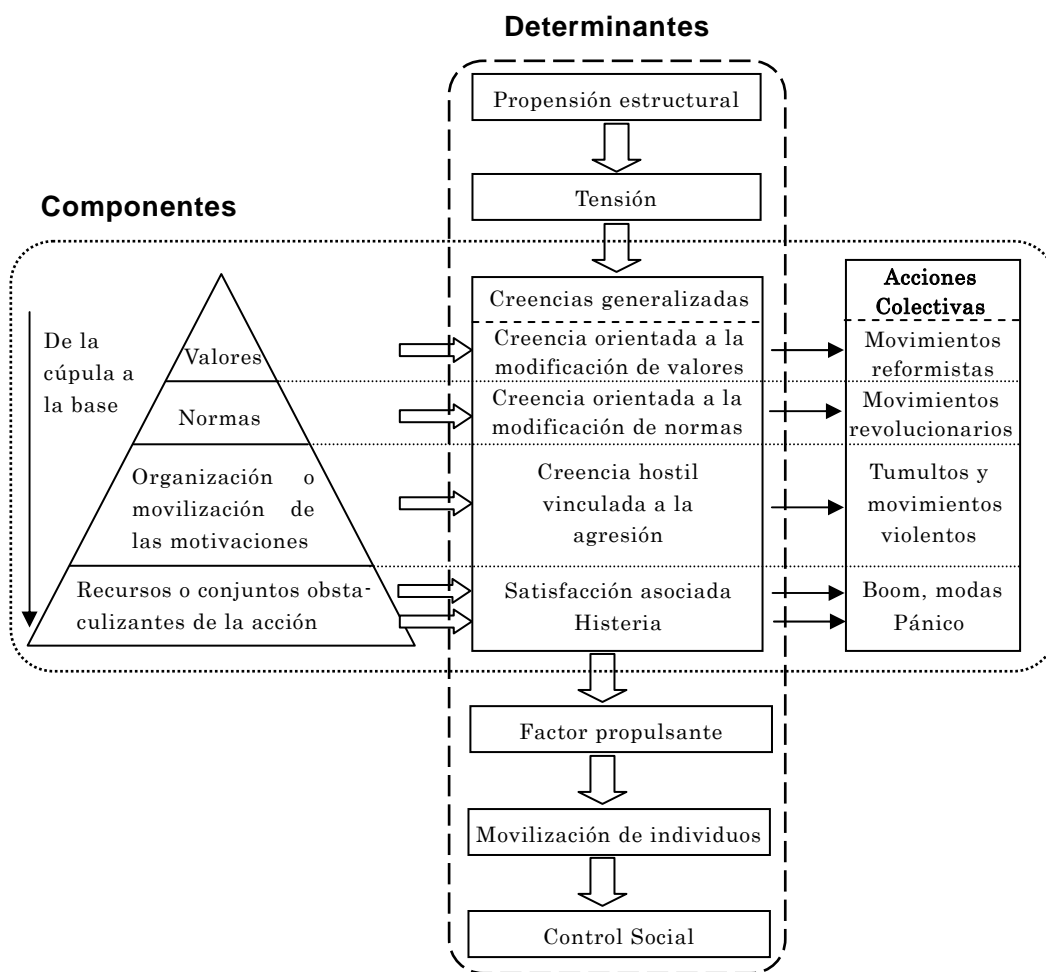 Determinantes
Propensión estructural
Tensión
Componentes
De la
cúpula a
la base
Valores
Normas
Organización o
movilización de
las motivaciones
Recursos o conjuntos obsta-
culizantes de la acción
Creencias generalizadas
Creencia orientada a la
modificación de valores
Creencia orientada a la
modificación de normas
Creencia hostil
vinculada a la
agresión
Satisfacción asociada
Histeria
Acciones
Colectivas
Movimientos
reformistas
Movimientos
revolucionarios
Tumultos y
movimientos
violentos
Boom, modas
Pánico
Factor propulsante
Movilización de individuos
Control Social